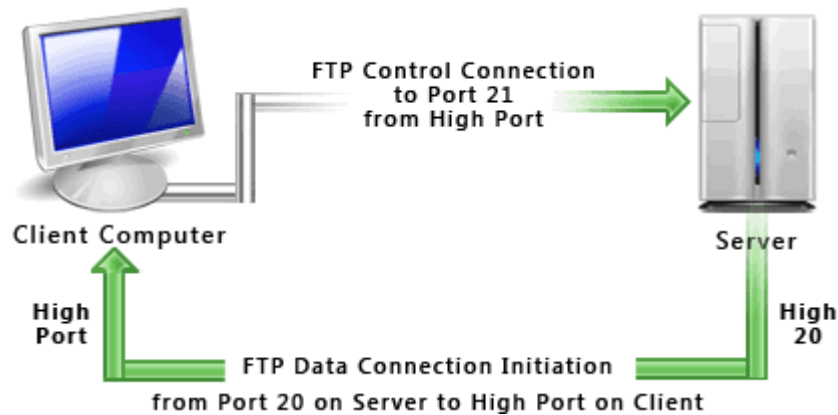 FTP Control Connection
to Port 21
from High Port
Client Computer
Server
High
Port
High
20
FTP Data Connection Initiation
from Port 20 on Server to High Port on Client